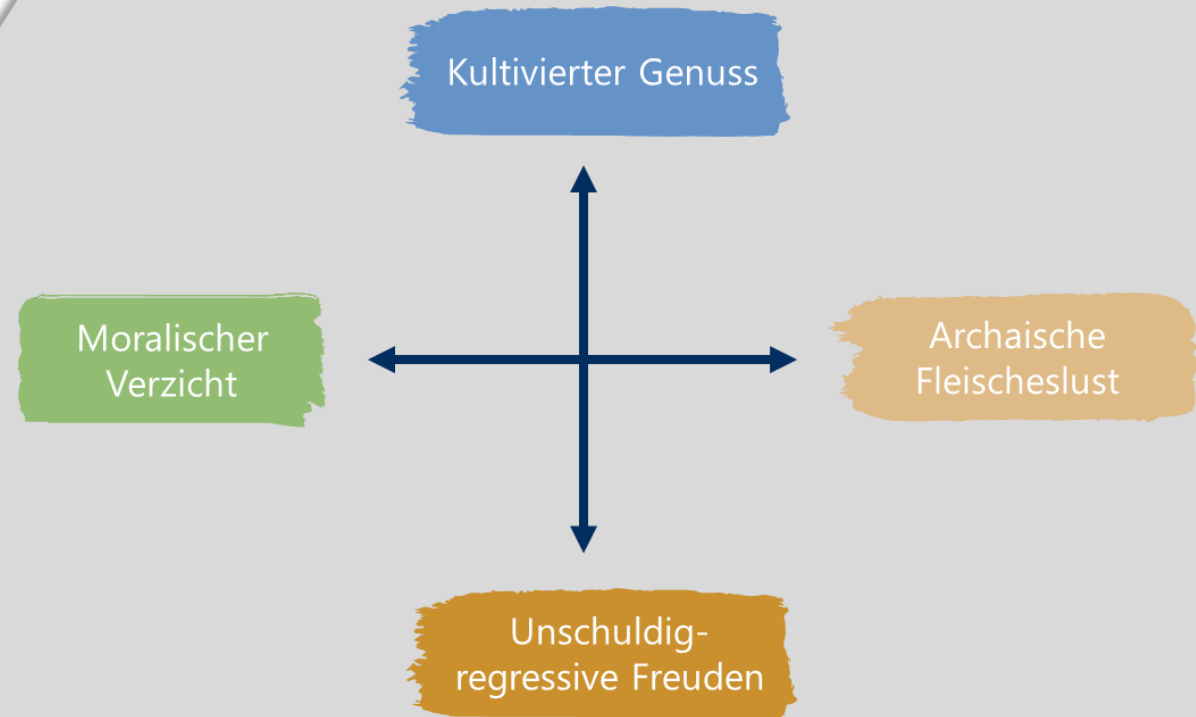 Kultivierter Genuss
Moralischer
Verzicht
Archaische
Fleischeslust
Unschuldig-
regressive Freuden